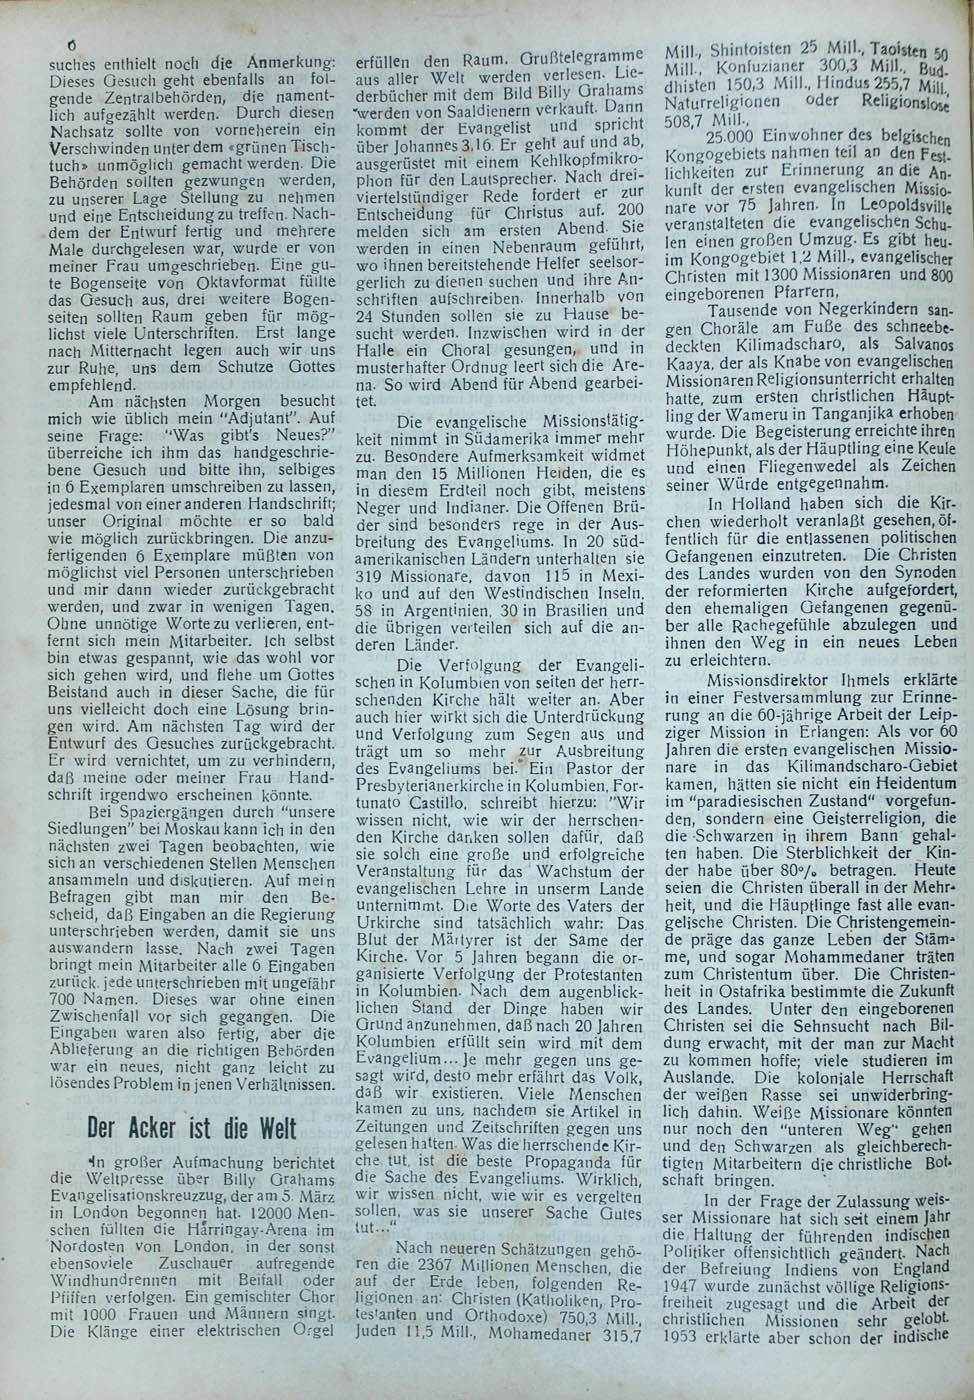 6
suches enthielt noch die Anmerkung:
Dieses Gesuch geht ebenfalls an fol-
gende Zentralbehörden, die nament-
lich aufgezählt werden. Durch diesen
Nachsatz sollte von vorneherein ein
Verschwinden unter dem «grünen Tisch-
tuch» unmöglich gemacht werden. Die
Behörden sollten gezwungen werden,
zu unserer Lage Stellung zu nehmen
und eine Entscheidung zu treffen. Nach-
dem der Entwurf fertig und mehrere
Male durchgelesen war, wurde er von
meiner Frau umgeschrieben. Eine gu-
te Bogenseite von Oktavformat füllte
das Gesuch aus, drei weitere Bogen-
seiten sollten Raum geben für mög-
lichst viele Unterschriften. Erst lange
nach Mitternacht legen auch wir uns
zur Ruhe, uns dem Schutze Gottes
empfehlend.
Am nächsten Morgen besucht
mich wie üblich mein "Adjutant". Auf
seine Frage: "Was gibt's Neues?"
überreiche ich ihm das handgeschrie-
bene Gesuch und bitte ihn, selbiges
in 6 Exemplaren umschreiben zu lassen,
jedesmal von einer anderen Handschrift;
unser Original möchte er so bald
wie möglich zurückbringen. Die anzu-
fertigenden 6 Exemplare müßten von
möglichst viel Personen unterschrieben
und mir dann wieder zurückgebracht
werden, und zwar in wenigen Tagen.
Ohne unnötige Worte zu verlieren, ent-
fernt sich mein Mitarbeiter. Ich selbst
bin etwas gespannt, wie das wohl vor
sich gehen wird, und flehe um Gottes
Beistand auch in dieser Sache, die für
uns vielleicht doch eine Lösung brin-
gen wird. Am nächsten Tag wird der
Entwurf des Gesuches zurückgebracht.
Er wird vernichtet, um zu verhindern,
daß meine oder meiner Frau Hand-
schrift irgendwo erscheinen könnte.
Bei Spaziergängen durch "unsere
Siedlungen" bei Moskau kann ich in den
nächsten zwei Tagen beobachten, wie
sich an verschiedenen Stellen Menschen
ansammeln und diskutieren. Auf mein
Befragen gibt man mir den Be-
scheid, daß Eingaben an die Regierung
unterschrieben werden, damit sie uns
auswandern lasse. Nach zwei Tagen
bringt mein Mitarbeiter alle 6 Eingaben
zurück. jede unterschrieben mit ungefähr
700 Namen. Dieses war ohne einen
Zwischenfall vor sich gegangen. Die
Eingaben waren also fertig, aber die
Ablieferung an die richtigen Behörden
war ein neues, nicht ganz leicht zu
lösendes Problem in jenen Verhältnissen.
Der Acker ist die Welt
In großer Aufmachung berichtet
die Weltpresse über Billy Grahams
Evangelisationskreuzzug, der am 5. März
in London begonnen hat. 12000 Men-
schen füllten die Harringay-Arena im
Nordosten von London, in der sonst
ebensoviele Zuschauer aufregende
Windhundrennen mit Beifall oder
Pfiffen verfolgen. Ein gemischter Chor
mit 1000 Frauen und Männern singt.
Die Klänge einer elektrischen Orgel
erfüllen den Raum. Grußtelegramme
aus aller Welt werden verlesen. Lie-
derbücher mit dem Bild Billy Grahams
werden von Saaldienern verkauft. Dann
kommt der Evangelist und spricht
über Johannes 3,16. Er geht auf und ab,
ausgerüstet mit einem Kehlkopfmikro-
phon für den Lautsprecher. Nach drei-
viertelstündiger Rede fordert er zur
Entscheidung für Christus auf. 200
melden sich am ersten Abend. Sie
werden in einen Nebenraum geführt,
wo ihnen bereitstehende Helfer seelsor-
gerlich zu dienen suchen und ihre An-
schriften aufschreiben. Innerhalb von
24 Stunden sollen sie zu Hause be-
sucht werden. Inzwischen wird in der
Halle ein Choral gesungen, und in
musterhafter Ordnug leert sich die Are-
na. So wird Abend für Abend gearbei-
tet.
Die evangelische Missionstätig-
keit nimmt in Südamerika immer mehr
zu. Besondere Aufmerksamkeit widmet
man den 15 Millionen Heiden, die es
in diesem Erdteil noch gibt, meistens
Neger und Indianer. Die Offenen Brü-
der sind besonders rege in der Aus-
breitung des Evangeliums. In 20 süd-
amerikanischen Ländern unterhalten sie
319 Missionare, davon 115 in Mexi-
ko und auf den Westindischen Inseln.
58 in Argentinien. 30 in Brasilien und
die übrigen verteilen sich auf die an-
deren Länder.
Die Verfolgung der Evangeli-
schen in Kolumbien von seiten der herr-
schenden Kirche hält weiter an. Aber
auch hier wirkt sich die Unterdrückung
und Verfolgung zum Segen aus und
trägt um so mehr zur Ausbreitung
des Evangeliums bei. Ein Pastor der
Presbyterianerkirche in Kolumbien, For-
tunato Castillo, schreibt hierzu: "Wir
wissen nicht, wie wir der herrschen-
den Kirche danken sollen dafür, daß
sie solch eine große und erfolgreiche
Veranstaltung für das Wachstum der
evangelischen Lehre in unserm Lande
unternimmt. Die Worte des Vaters der
Urkirche sind tatsächlich wahr: Das
Blut der Märtyrer ist der Same der
Kirche. Vor 5 Jahren begann die or-
ganisierte Verfolgung der Protestanten
in Kolumbien. Nach dem augenblick-
lichen Stand der Dinge haben wir
Grund anzunehmen, daß nach 20 Jahren
Kolumbien erfüllt sein wird mit dem
Evangelium... Je mehr gegen uns ge-
sagt wird, desto mehr erfährt das Volk,
daß wir existieren. Viele Menschen
kamen zu uns, nachdem sie Artikel in
Zeitungen und Zeitschriften gegen uns
gelesen hatten. Was die herrschende Kir-
che tut, ist die beste Propaganda für
die Sache des Evangeliums. Wirklich,
wir wissen nicht, wie wir es vergelten
sollen, was sie unserer Sache Gutes
tut..."
Nach neueren Schätzungen gehö-
ren die 2367 Millionen Menschen, die
auf der Erde leben, folgenden Re-
ligionen an: Christen (Katholiken, Pro-
testanten und Orthodoxe) 750,3 Mill.,
Juden 11,5 Mill., Mohamedaner 315,7
Mill., Shintoisten 25 Mill., Taoisten 50
Mill., Konfuzianer 300,3 Mill., Bud-
dhisten 150,3 Mill., Hindus 255,7 Mill.,
Naturreligionen oder Religionslose
508,7 Mill.,
25.000 Einwohner des belgischen
Kongogebiets nahmen teil an den Fest-
lichkeiten zur Erinnerung an die An-
kunft der ersten evangelischen Missio-
nare vor 75 Jahren. In Leopoldsville
veranstalteten die evangelischen Schu-
len einen großen Umzug. Es gibt heu-
im Kongogebiet 1,2 Mill., evangelischer
Christen mit 1300 Missionaren und 800
eingeborenen Pfarrern.
Tausende von Negerkindern san-
gen Choräle am Fuße des schneebe-
deckten Kilimadscharo, als Salvanos
Kaaya, der als Knabe von evangelischen
Missionaren Religionsunterricht erhalten
hatte, zum ersten christlichen Häupt-
ling der Wameru in Tanganjika erhoben
wurde. Die Begeisterung erreichte ihren
Höhepunkt, als der Häuptling eine Keule
und einen Fliegenwedel als Zeichen
seiner Würde entgegennahm.
In Holland haben sich die Kir-
chen wiederholt veranlaßt gesehen, öf-
fentlich für die entlassenen politischen
Gefangenen einzutreten. Die Christen
des Landes wurden von den Synoden
der reformierten Kirche aufgefordert,
den ehemaligen Gefangenen gegenü-
ber alle Rachegefühle abzulegen und
ihnen den Weg in ein neues Leben
zu erleichtern.
Missionsdirektor Ihmels erklärte
in einer Festversammlung zur Erinne-
rung an die 60-jährige Arbeit der Leip-
ziger Mission in Erlangen: Als vor 60
Jahren die ersten evangelischen Missio-
nare in das Kilimandscharo-Gebiet
kamen, hätten sie nicht ein Heidentum
im "paradiesischen Zustand" vorgefun-
den, sondern eine Geisterreligion, die
die Schwarzen in ihrem Bann gehal-
ten haben. Die Sterblichkeit der Kin-
der habe über 80% betragen. Heute
seien die Christen überall in der Mehr-
heit, und die Häuptlinge fast alle evan-
gelische Christen. Die Christengemein-
de präge das ganze Leben der Stäm-
me, und sogar Mohammedaner träten
zum Christentum über. Die Christen-
heit in Ostafrika bestimmte die Zukunft
des Landes. Unter den eingeborenen
Christen sei die Sehnsucht nach Bil-
dung erwacht, mit der man zur Macht
zu kommen hoffe; viele studieren im
Auslande. Die koloniale Herrschaft
der weißen Rasse sei unwiderbring-
lich dahin. Weiße Missionare könnten
nur noch den "unteren Weg" gehen
und den Schwarzen als gleichberech-
tigten Mitarbeitern die christliche Bot-
schaft bringen.
In der Frage der Zulassung weis-
ser Missionare hat sich seit einem Jahr
die Haltung der führenden indischen
Politiker offensichtlich geändert. Nach
der Befreiung Indiens von England
1947 wurde zunächst völlige Religions-
freiheit zugesagt und die Arbeit der
christlichen Missionen sehr gelobt.
1953 erklärte aber schon der indische